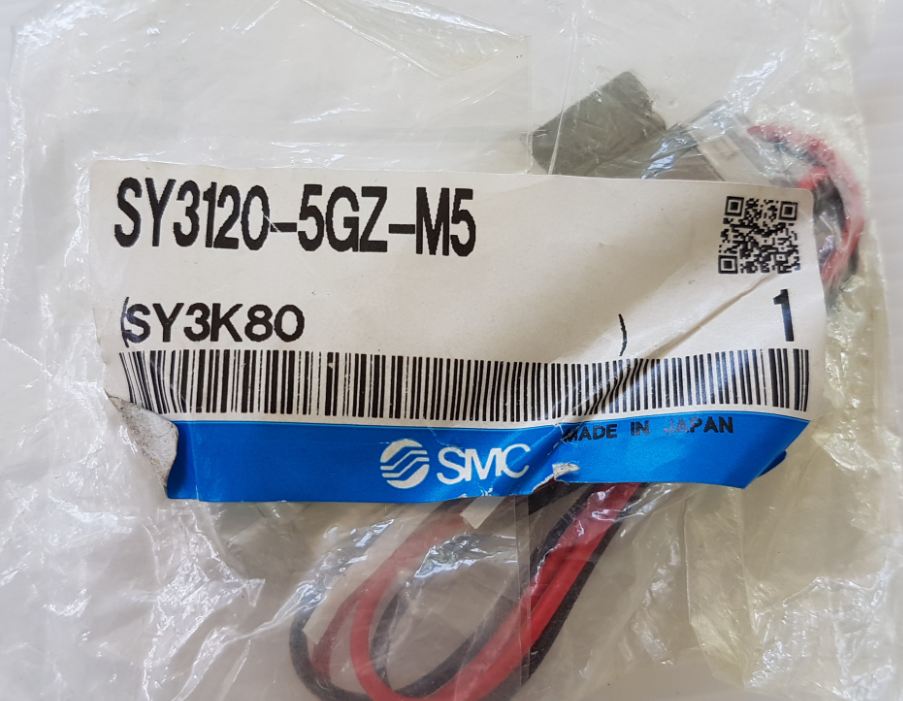 SY3120-5GZ-M5
(SY3K80 )
1
MADE IN JAPAN
SMC